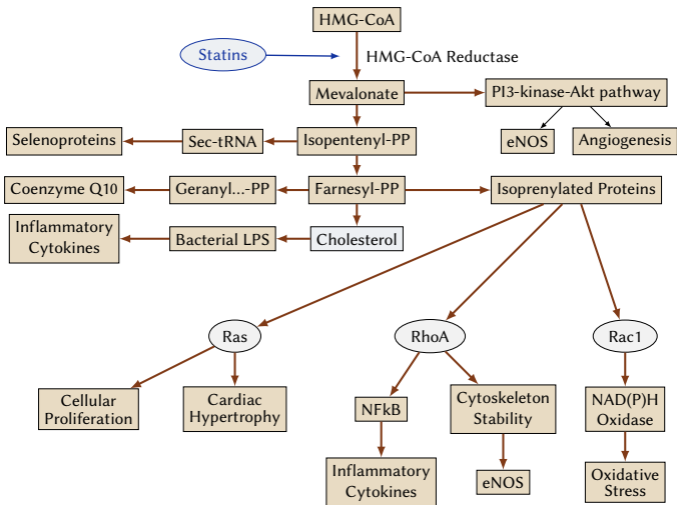 HMG-CoA
Statins
HMG-CoA Reductase
Mevalonate
PI3-kinase-Akt pathway
Selenoproteins
Sec-tRNA
Isopentenyl-PP
eNOS
Angiogenesis
Coenzyme Q10
Geranyl...-PP
Farnesyl-PP
Isoprenylated Proteins
Inflammatory
Cytokines
Bacterial LPS
Cholesterol
Ras
RhoA
Rac1
Cellular
Proliferation
Cardiac
Hypertrophy
NFkB
Cytoskeleton
Stability
NAD(P)H
Oxidase
Inflammatory
Cytokines
eNOS
Oxidative
Stress